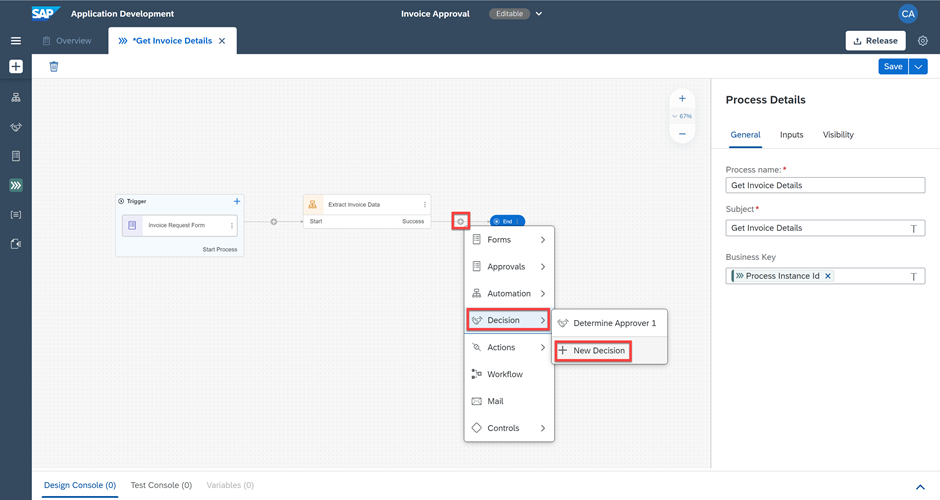 SAP Application Development
Invoice Approval Editable
CA
Overview
*Get Invoice Details
Release
Save
67%
Trigger
Invoice Request Form
Start Process
Extract Invoice Data
Start Success
End
Forms
Approvals
Automation
Decision
Actions
Workflow
Mail
Controls
Determine Approver 1
New Decision
Process Details
General Inputs Visibility
Process name:*
Get Invoice Details
Subject*
Get Invoice Details
Business Key
Process Instance Id
Design Console (0) Test Console (0) Variables (0)